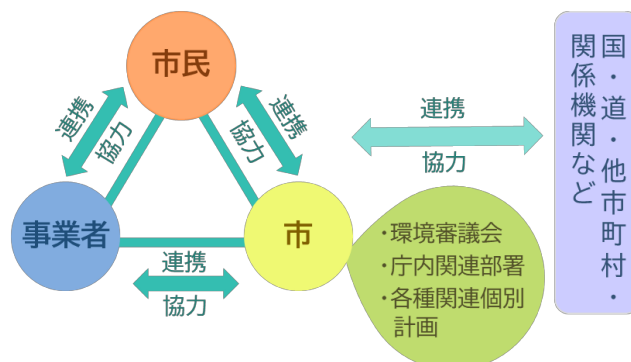 市民
連携
協力
連携
協力
連携
協力
国・道・他市町村・
関係機関など
事業者
市
連携
協力
・環境審議会
・庁内関連部署
・各種関連個別
計画